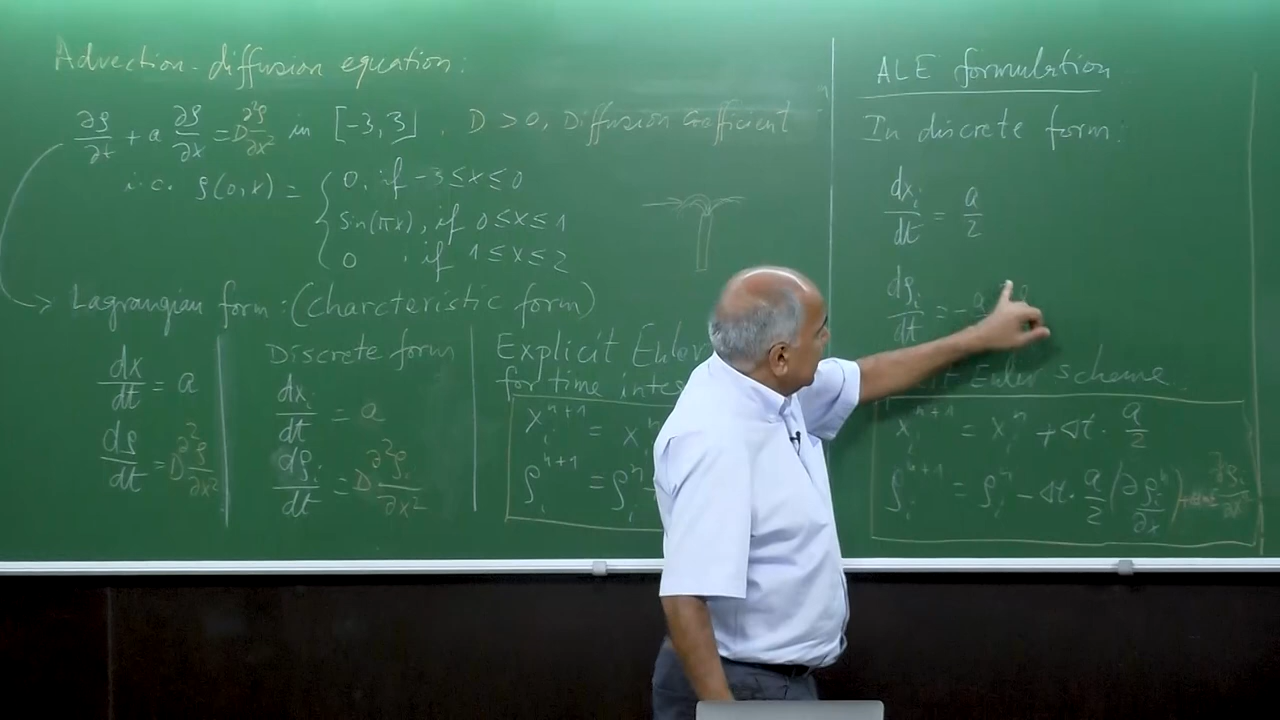 Advection-diffusion equation:
∂ρ/∂t + a ∂ρ/∂x = D ∂²ρ/∂x² in [-3,3], D > 0, Diffusion Coefficient
i.c. ρ(0,x) = { 0, if -3 ≤ x ≤ 0
sin(πx), if 0 ≤ x ≤ 1
0, if 1 ≤ x ≤ 2
Lagrangian form: (charcteristic form)
dx/dt = a
dρ/dt = D ∂²ρ/∂x²
Discrete form
dx_i/dt = a
dρ_i/dt = D ∂²ρ_i/∂x²
Explicit Euler
for time
x_i^{n+1} = x
ρ_i^{n+1} = ρ_i^n
ALE formulation
In discrete form:
dx_i/dt = a/2
dρ_i/dt = - a
Euler scheme
x_i^{n+1} = x_i^n + Δt · a/2
ρ_i^{n+1} = ρ_i^n - Δt · a/2 (∂ρ_i^n/∂x)